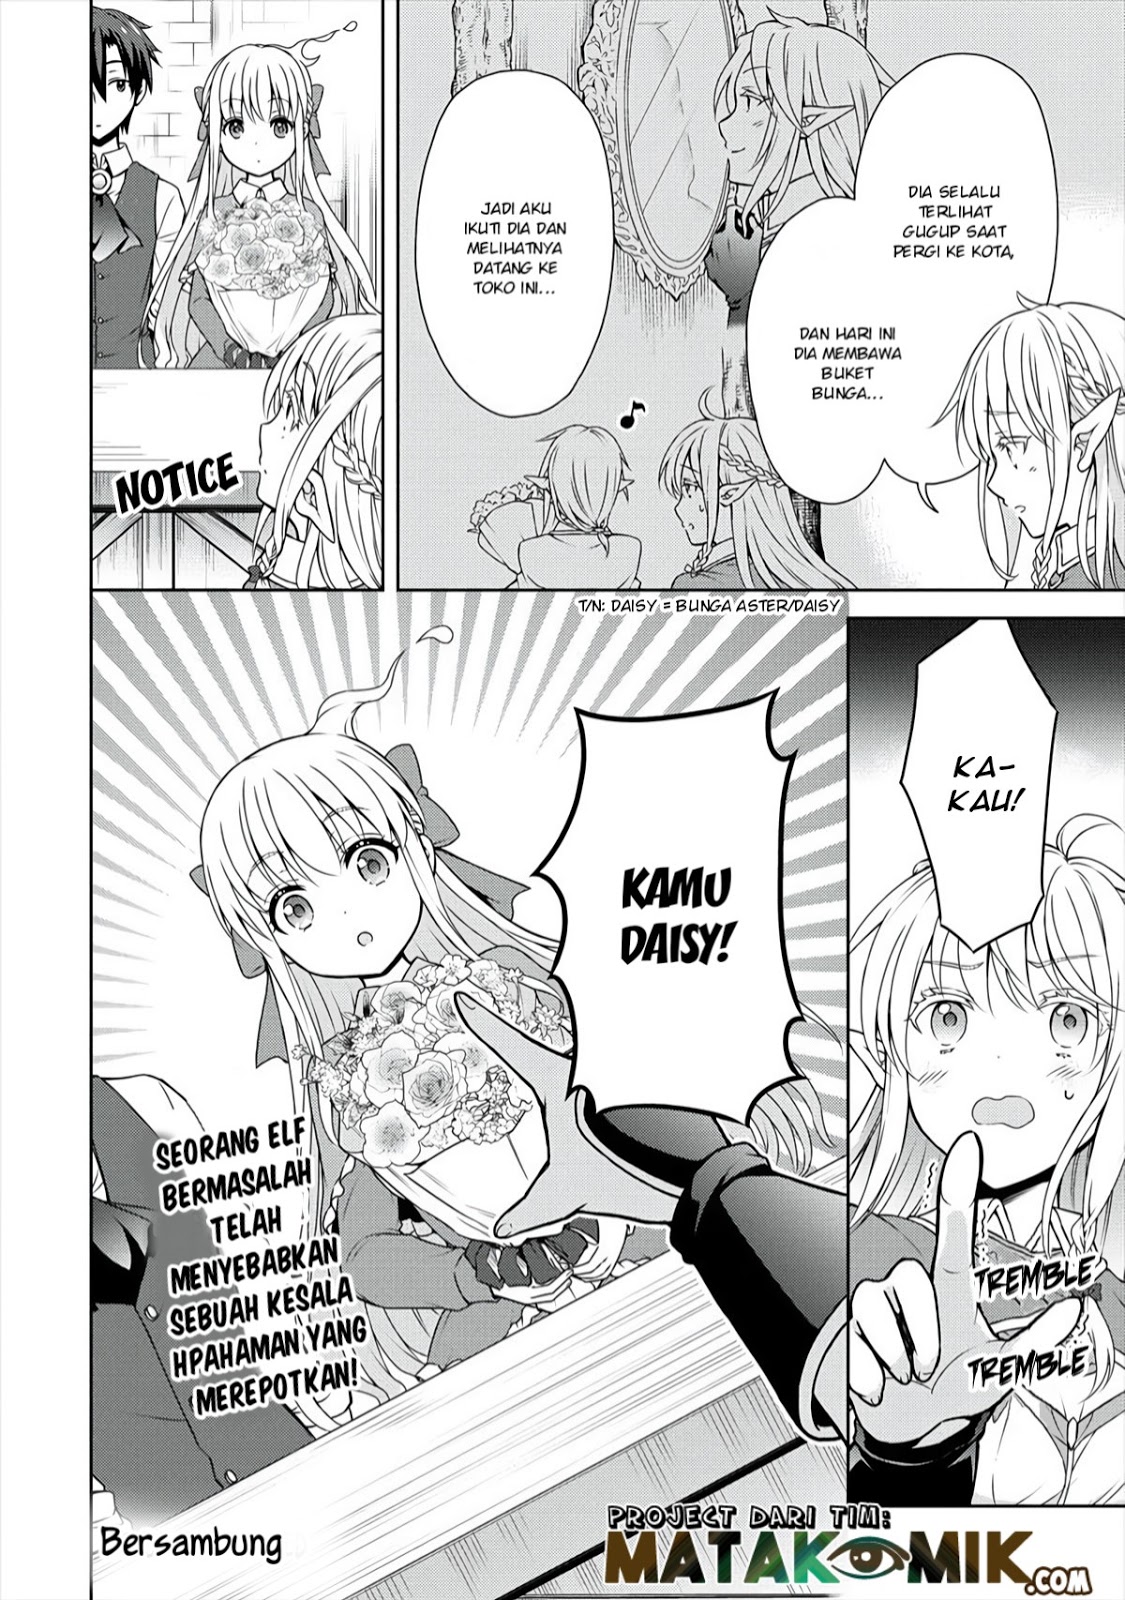 DIA SELALU
TERLIHAT
GUGUP SAAT
PERGI KE KOTA,
DAN HARI INI
DIA MEMBAWA
BUKET
BUNGA...
JADI AKU
IKUTI DIA DAN
MELIHATNYA
DATANG KE
TOKO INI...
NOTICE
T/N: DAISY = BUNGA ASTER/DAISY
KA-
KAU!
TREMBLE
TREMBLE
KAMU
DAISY!
SEORANG ELF
BERMASALAH
TELAH
MENYEBABKAN
SEBUAH KESALA
HPAHAMAN YANG
MEREPOTKAN!
Bersambung
PROJECT DARI TIM:
MATAKOMIK
.COM